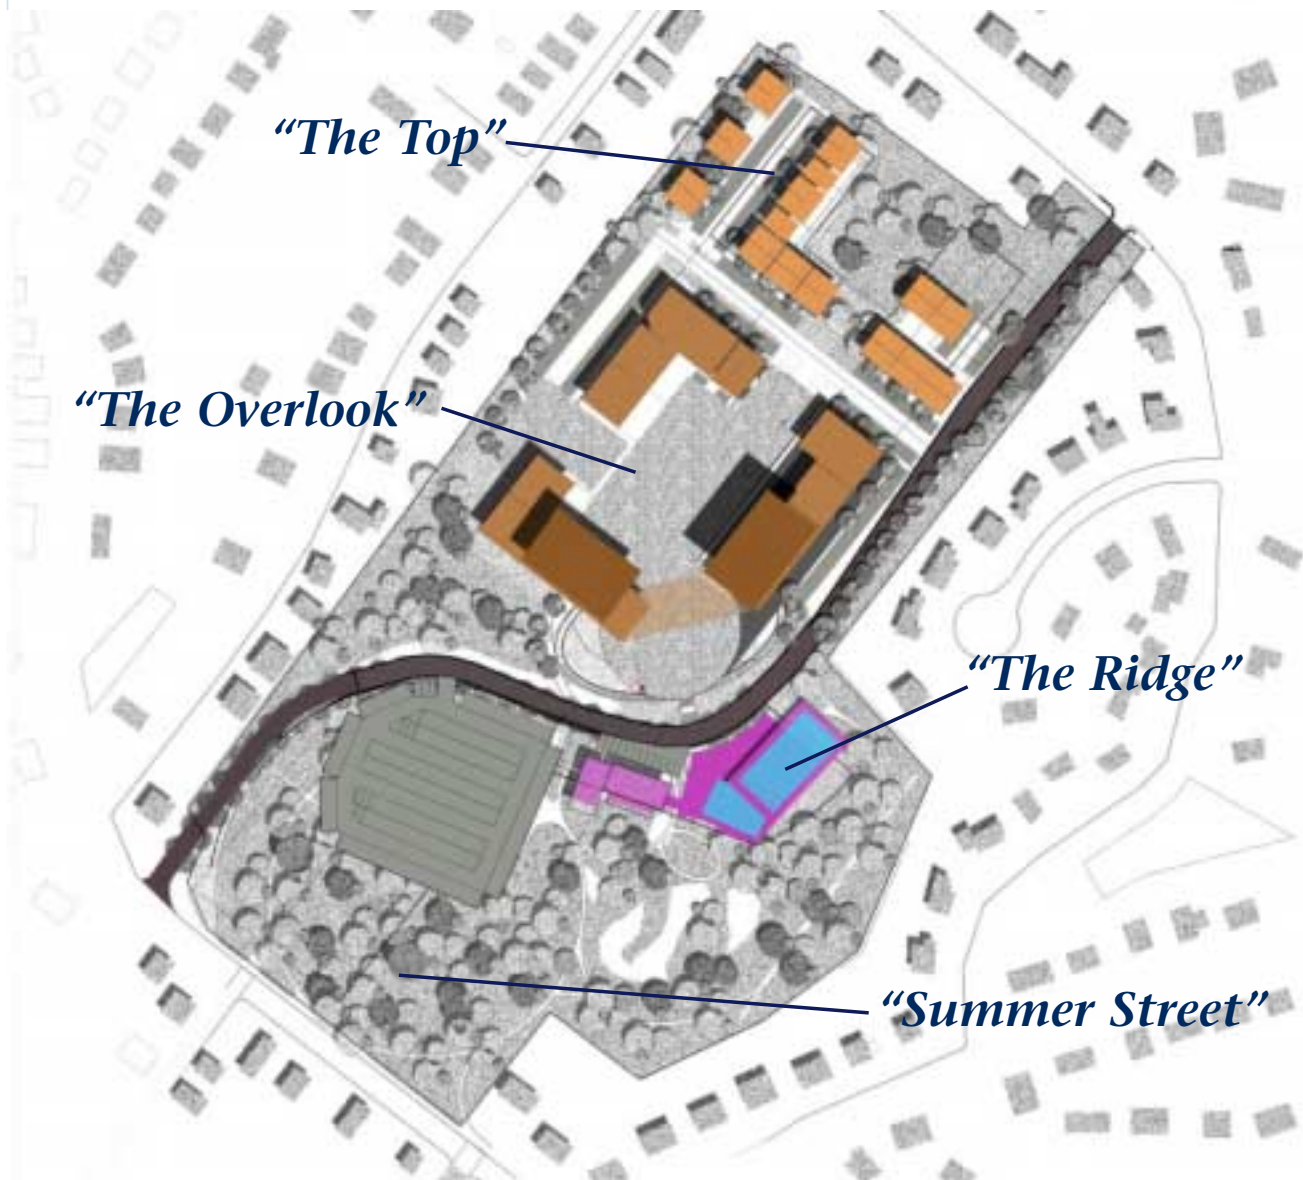 “The Top”
“The Overlook”
“The Ridge”
“Summer Street”